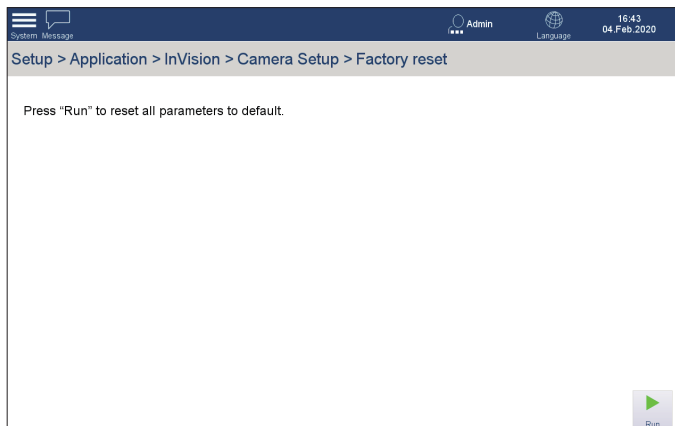 System Message
Admin
Language
16:43
04.Feb.2020
Setup > Application > InVision > Camera Setup > Factory reset
Press “Run” to reset all parameters to default.
Run